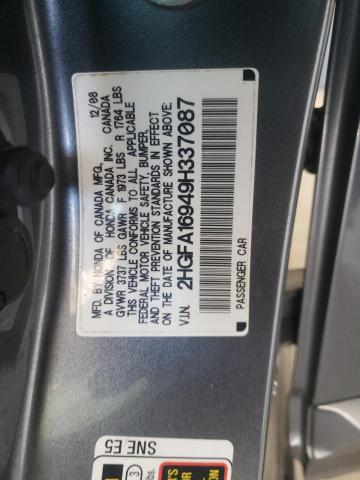 MFD. BY HONDA OF CANADA MFG. 12/08
A DIVISION OF HONDA CANADA INC. CANADA
GVWR 3737 LBS GAWR F 1973 LBS R 1764 LBS
THIS VEHICLE CONFORMS TO ALL APPLICABLE
FEDERAL MOTOR VEHICLE SAFETY, BUMPER,
AND THEFT PREVENTION STANDARDS IN EFFECT
ON THE DATE OF MANUFACTURE SHOWN ABOVE.
V.I.N. 2HGFA16949H337087
PASSENGER CAR
SNE E5
3